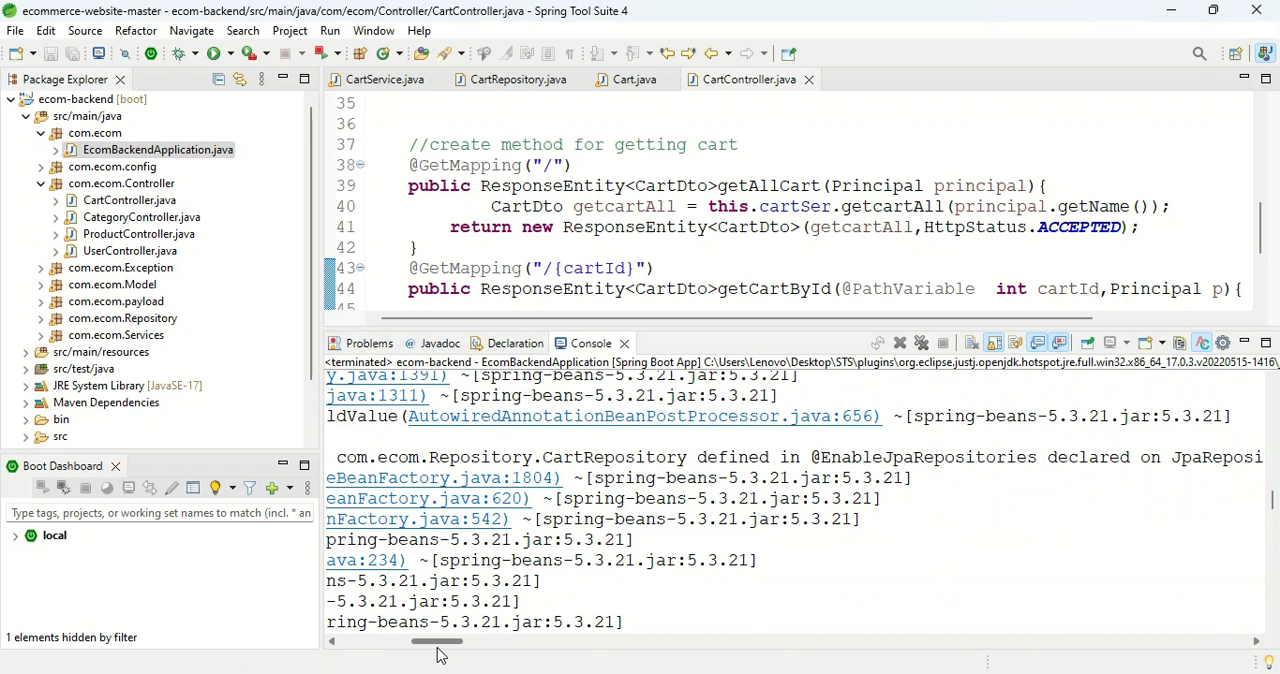 ecommerce-website-master - ecom-backend/src/main/java/com/ecom/Controller/CartController.java - Spring Tool Suite 4
File Edit Source Refactor Navigate Search Project Run Window Help
Package Explorer
ecom-backend [boot]
src/main/java
com.ecom
EcomBackendApplication.java
com.ecom.config
com.ecom.Controller
CartController.java
CategoryController.java
ProductController.java
UserController.java
com.ecom.Exception
com.ecom.Model
com.ecom.payload
com.ecom.Repository
com.ecom.Services
src/main/resources
src/test/java
JRE System Library [JavaSE-17]
Maven Dependencies
bin
src
Boot Dashboard
Type tags, projects, or working set names to match (incl. * an
local
1 elements hidden by filter
CartService.java CartRepository.java Cart.java CartController.java
35
36
37 //create method for getting cart
38 @GetMapping("/")
39 public ResponseEntity<CartDto>getAllCart(Principal principal){
40 CartDto getcartAll = this.cartSer.getcartAll(principal.getName());
41 return new ResponseEntity<CartDto>(getcartAll,HttpStatus.ACCEPTED);
42 }
43 @GetMapping("/{cartId}")
44 public ResponseEntity<CartDto>getCartById(@PathVariable int cartId,Principal p){
45
Problems Javadoc Declaration Console
<terminated> ecom-backend - EcomBackendApplication [Spring Boot App] C:\Users\Lenovo\Desktop\STS\plugins\org.eclipse.justj.openjdk.hotspot.jre.full.win32.x86_64_17.0.3.v20220515-1416\
y.java:1391) ~[spring-beans-5.3.21.jar:5.3.21]
java:1311) ~[spring-beans-5.3.21.jar:5.3.21]
ldValue(AutowiredAnnotationBeanPostProcessor.java:656) ~[spring-beans-5.3.21.jar:5.3.21]
com.ecom.Repository.CartRepository defined in @EnableJpaRepositories declared on JpaReposi
eBeanFactory.java:1804) ~[spring-beans-5.3.21.jar:5.3.21]
eanFactory.java:620) ~[spring-beans-5.3.21.jar:5.3.21]
nFactory.java:542) ~[spring-beans-5.3.21.jar:5.3.21]
pring-beans-5.3.21.jar:5.3.21]
ava:234) ~[spring-beans-5.3.21.jar:5.3.21]
ns-5.3.21.jar:5.3.21]
-5.3.21.jar:5.3.21]
ring-beans-5.3.21.jar:5.3.21]